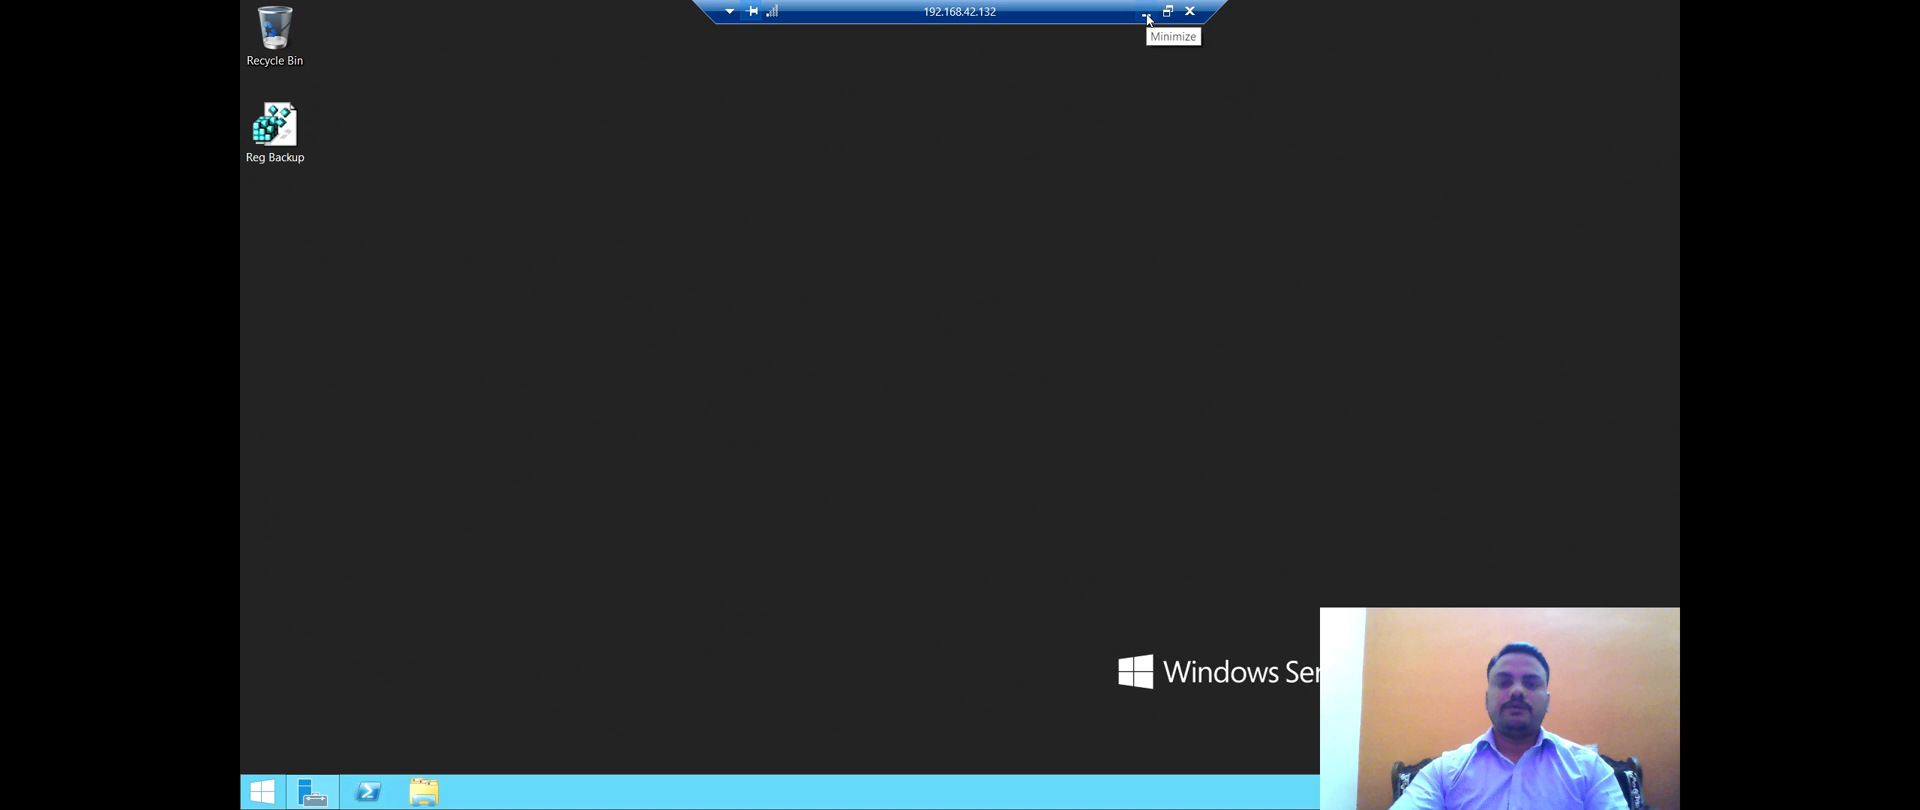 192.168.42.132
Minimize
Recycle Bin
Reg Backup
Windows Ser